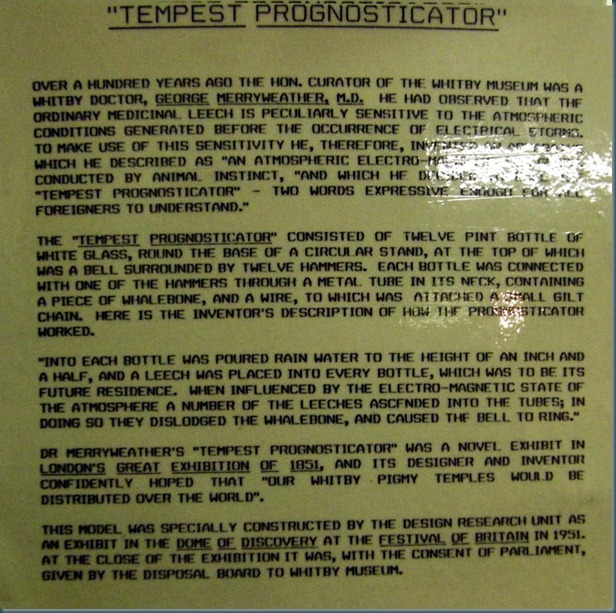 "TEMPEST PROGNOSTICATOR"
OVER A HUNDRED YEARS AGO THE HON. CURATOR OF THE WHITBY MUSEUM WAS A
WHITBY DOCTOR, GEORGE MERRYWEATHER, M.D. HE HAD OBSERVED THAT THE
ORDINARY MEDICINAL LEECH IS PECULIARLY SENSITIVE TO THE ATMOSPHERIC
CONDITIONS GENERATED BEFORE THE OCCURRENCE OF ELECTRICAL STORMS.
TO MAKE USE OF THIS SENSITIVITY HE, THEREFORE,
WHICH HE DESCRIBED AS "AN ATMOSPHERIC
CONDUCTED BY ANIMAL INSTINCT, "AND WHICH HE
"TEMPEST PROGNOSTICATOR" - TWO WORDS EXPRESSIVE ENOUGH FOR ALL
FOREIGNERS TO UNDERSTAND."
THE "TEMPEST PROGNOSTICATOR" CONSISTED OF TWELVE PINT BOTTLE OF
WHITE GLASS, ROUND THE BASE OF A CIRCULAR STAND, AT THE TOP OF WHICH
WAS A BELL SURROUNDED BY TWELVE HAMMERS. EACH BOTTLE WAS CONNECTED
WITH ONE OF THE HAMMERS THROUGH A METAL TUBE IN ITS NECK, CONTAINING
A PIECE OF WHALEBONE, AND A WIRE, TO WHICH WAS ATTACHED A SMALL GILT
CHAIN. HERE IS THE INVENTOR'S DESCRIPTION OF HOW THE PROGNOSTICATOR
WORKED.
"INTO EACH BOTTLE WAS POURED RAIN WATER TO THE HEIGHT OF AN INCH AND
A HALF, AND A LEECH WAS PLACED INTO EVERY BOTTLE, WHICH WAS TO BE ITS
FUTURE RESIDENCE. WHEN INFLUENCED BY THE ELECTRO-MAGNETIC STATE OF
THE ATMOSPHERE A NUMBER OF THE LEECHES ASCENDED INTO THE TUBES; IN
DOING SO THEY DISLODGED THE WHALEBONE, AND CAUSED THE BELL TO RING."
DR MERRYWEATHER'S "TEMPEST PROGNOSTICATOR" WAS A NOVEL EXHIBIT IN
LONDON'S GREAT EXHIBITION OF 1851, AND ITS DESIGNER AND INVENTOR
CONFIDENTLY HOPED THAT "OUR WHITBY PIGMY TEMPLES WOULD BE
DISTRIBUTED OVER THE WORLD".
THIS MODEL WAS SPECIALLY CONSTRUCTED BY THE DESIGN RESEARCH UNIT AS
AN EXHIBIT IN THE DOME OF DISCOVERY AT THE FESTIVAL OF BRITAIN IN 1951.
AT THE CLOSE OF THE EXHIBITION IT WAS, WITH THE CONSENT OF PARLIAMENT,
GIVEN BY THE DISPOSAL BOARD TO WHITBY MUSEUM.